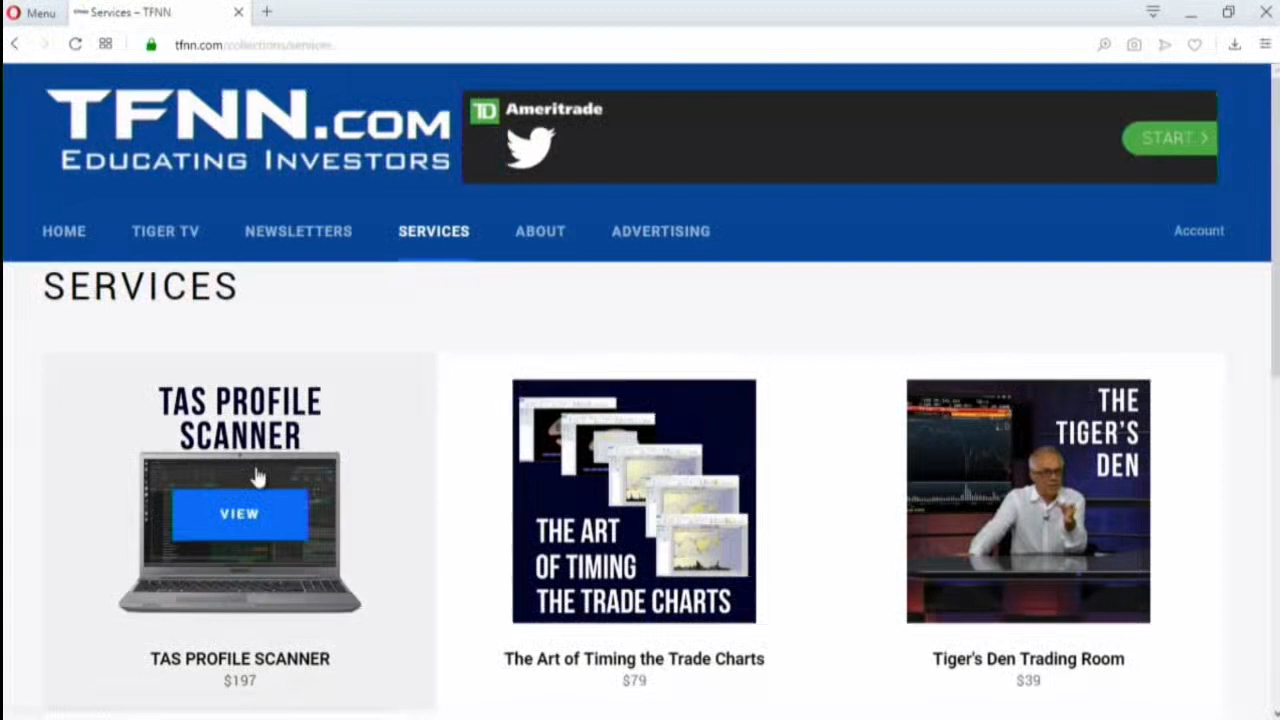 Menu
Services – TFNN
tfnn.com/collections/services
TFNN.COM
EDUCATING INVESTORS
TD Ameritrade
START >
HOME TIGER TV NEWSLETTERS SERVICES ABOUT ADVERTISING Account
SERVICES
TAS PROFILE
SCANNER
VIEW
TAS PROFILE SCANNER
$197
THE ART
OF TIMING
THE TRADE CHARTS
The Art of Timing the Trade Charts
$79
THE
TIGER'S
DEN
Tiger's Den Trading Room
$39